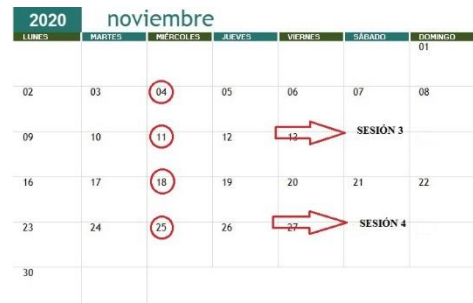 2020 noviembre
LUNES MARTES MIÉRCOLES JUEVES VIERNES SÁBADO DOMINGO
01
02 03 04 05 06 07 08
09 10 11 12 13 SESIÓN 3
16 17 18 19 20 21 22
23 24 25 26 27 SESIÓN 4
30